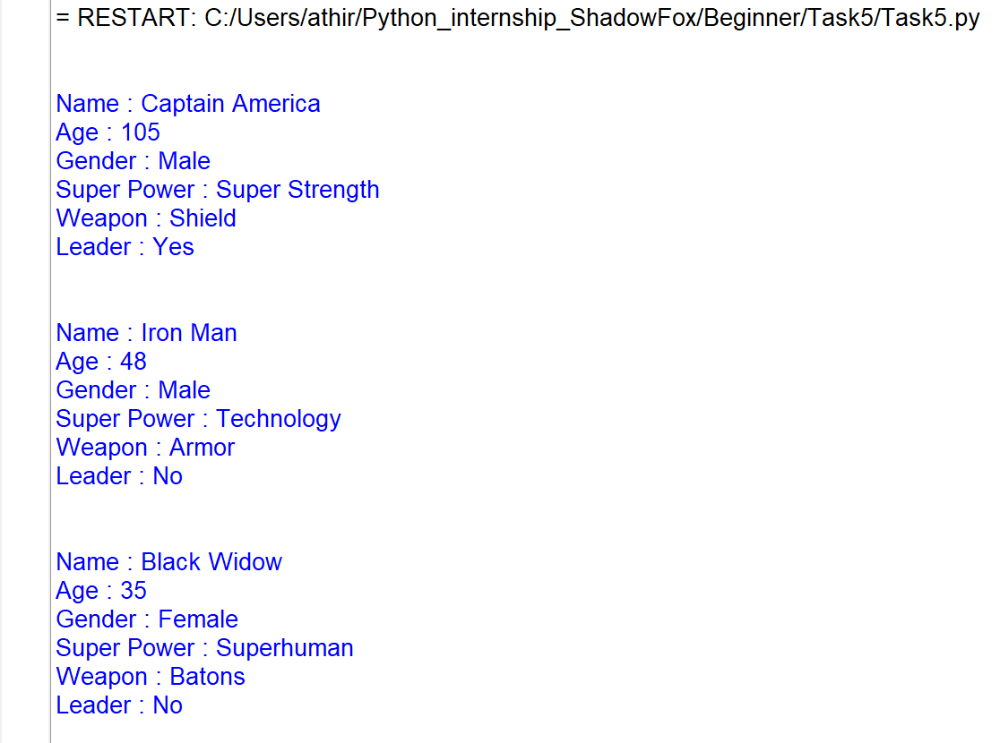 = RESTART: C:/Users/athir/Python_internship_ShadowFox/Beginner/Task5/Task5.py
Name : Captain America
Age : 105
Gender : Male
Super Power : Super Strength
Weapon : Shield
Leader : Yes
Name : Iron Man
Age : 48
Gender : Male
Super Power : Technology
Weapon : Armor
Leader : No
Name : Black Widow
Age : 35
Gender : Female
Super Power : Superhuman
Weapon : Batons
Leader : No